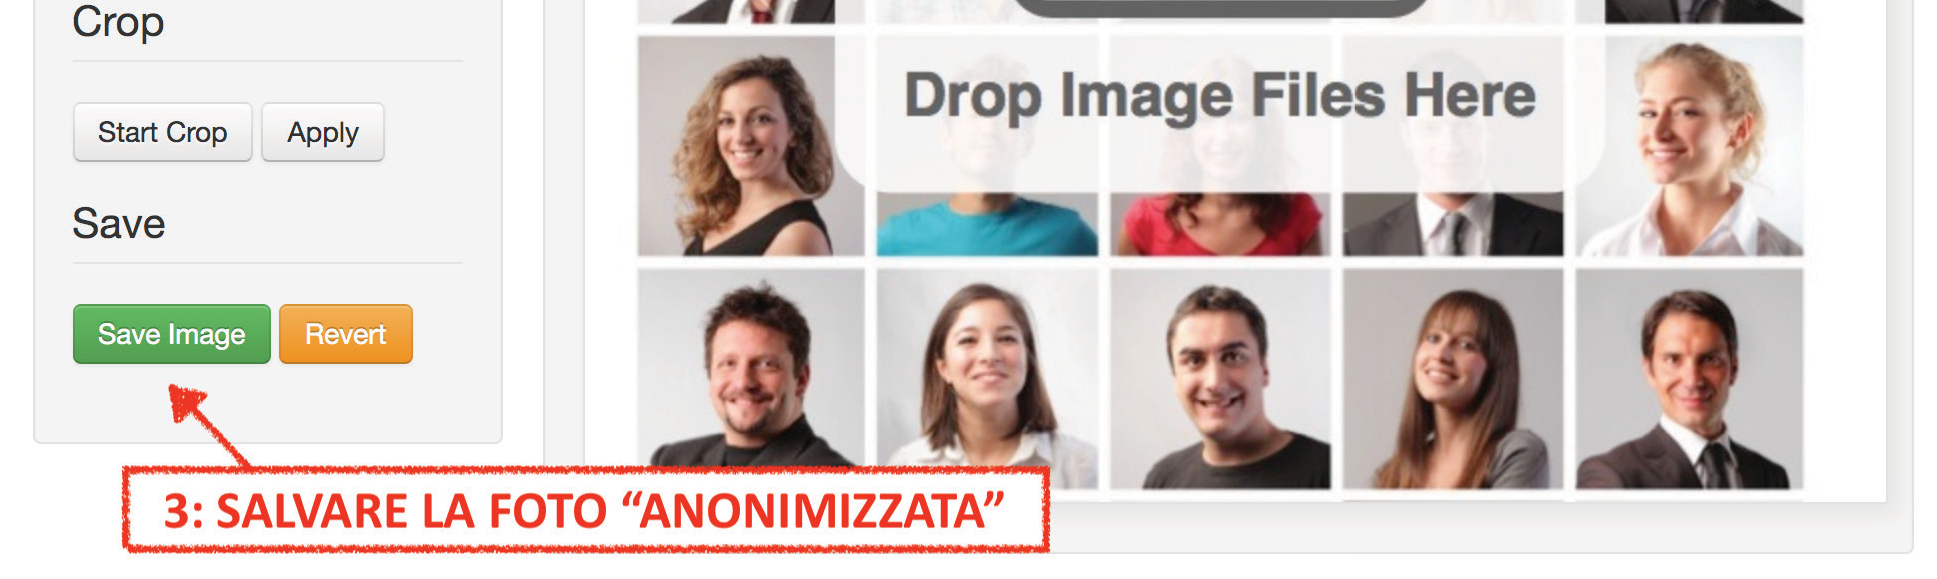 Crop
Start Crop
Apply
Save
Save Image
Revert
Drop Image Files Here
3: SALVARE LA FOTO “ANONIMIZZATA”